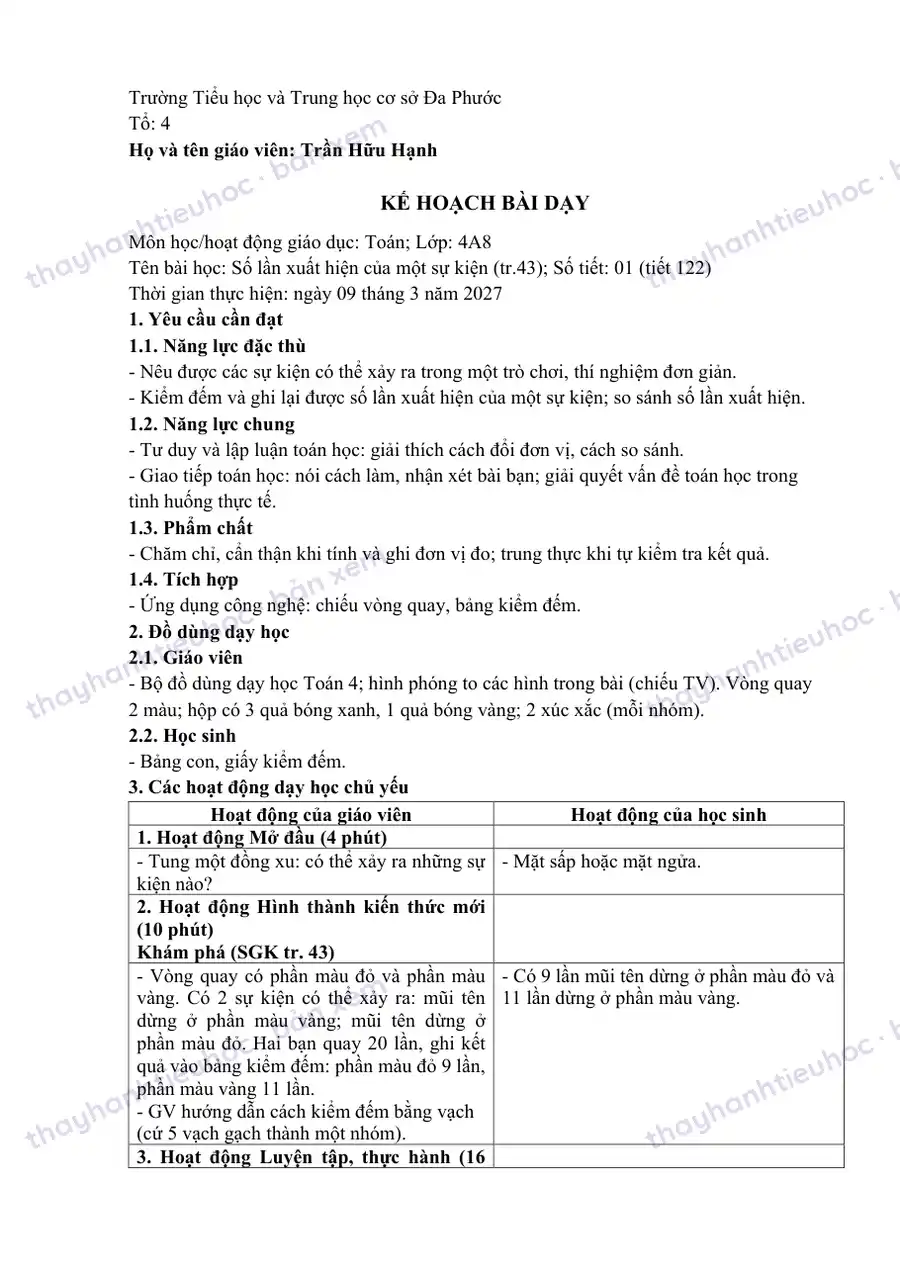 Trường Tiểu học và Trung học cơ sở Đa Phước
Tổ: 4
Họ và tên giáo viên: Trần Hữu Hạnh
KẾ HOẠCH BÀI DẠY
Môn học/hoạt động giáo dục: Toán; Lớp: 4A8
Tên bài học: Số lần xuất hiện của một sự kiện (tr.43); Số tiết: 01 (tiết 122)
Thời gian thực hiện: ngày 09 tháng 3 năm 2027
1. Yêu cầu cần đạt
1.1. Năng lực đặc thù
- Nêu được các sự kiện có thể xảy ra trong một trò chơi, thí nghiệm đơn giản.
- Kiểm đếm và ghi lại được số lần xuất hiện của một sự kiện; so sánh số lần xuất hiện.
1.2. Năng lực chung
- Tư duy và lập luận toán học: giải thích cách đổi đơn vị, cách so sánh.
- Giao tiếp toán học: nói cách làm, nhận xét bài bạn; giải quyết vấn đề toán học trong
tình huống thực tế.
1.3. Phẩm chất
- Chăm chỉ, cẩn thận khi tính và ghi đơn vị đo; trung thực khi tự kiểm tra kết quả.
1.4. Tích hợp
- Ứng dụng công nghệ: chiếu vòng quay, bảng kiểm đếm.
2. Đồ dùng dạy học
2.1. Giáo viên
- Bộ đồ dùng dạy học Toán 4; hình phóng to các hình trong bài (chiếu TV). Vòng quay
2 màu; hộp có 3 quả bóng xanh, 1 quả bóng vàng; 2 xúc xắc (mỗi nhóm).
2.2. Học sinh
- Bảng con, giấy kiểm đếm.
3. Các hoạt động dạy học chủ yếu
Hoạt động của giáo viên
Hoạt động của học sinh
1. Hoạt động Mở đầu (4 phút)
- Tung một đồng xu: có thể xảy ra những sự
kiện nào?
- Mặt sấp hoặc mặt ngửa.
2. Hoạt động Hình thành kiến thức mới
(10 phút)
Khám phá (SGK tr. 43)
- Vòng quay có phần màu đỏ và phần màu
vàng. Có 2 sự kiện có thể xảy ra: mũi tên
dừng ở phần màu vàng; mũi tên dừng ở
phần màu đỏ. Hai bạn quay 20 lần, ghi kết
quả vào bảng kiểm đếm: phần màu đỏ 9 lần,
phần màu vàng 11 lần.
- GV hướng dẫn cách kiểm đếm bằng vạch
(cứ 5 vạch gạch thành một nhóm).
- Có 9 lần mũi tên dừng ở phần màu đỏ và
11 lần dừng ở phần màu vàng.
3. Hoạt động Luyện tập, thực hành (16
thayhanhtieuhoc · bản xem
thayhanhtieuhoc · b
thayhanhtieuhoc · bản xem
thayhanhtieuhoc · b
thayhanhtieuhoc · bản xem
thayhanhtieuhoc · b